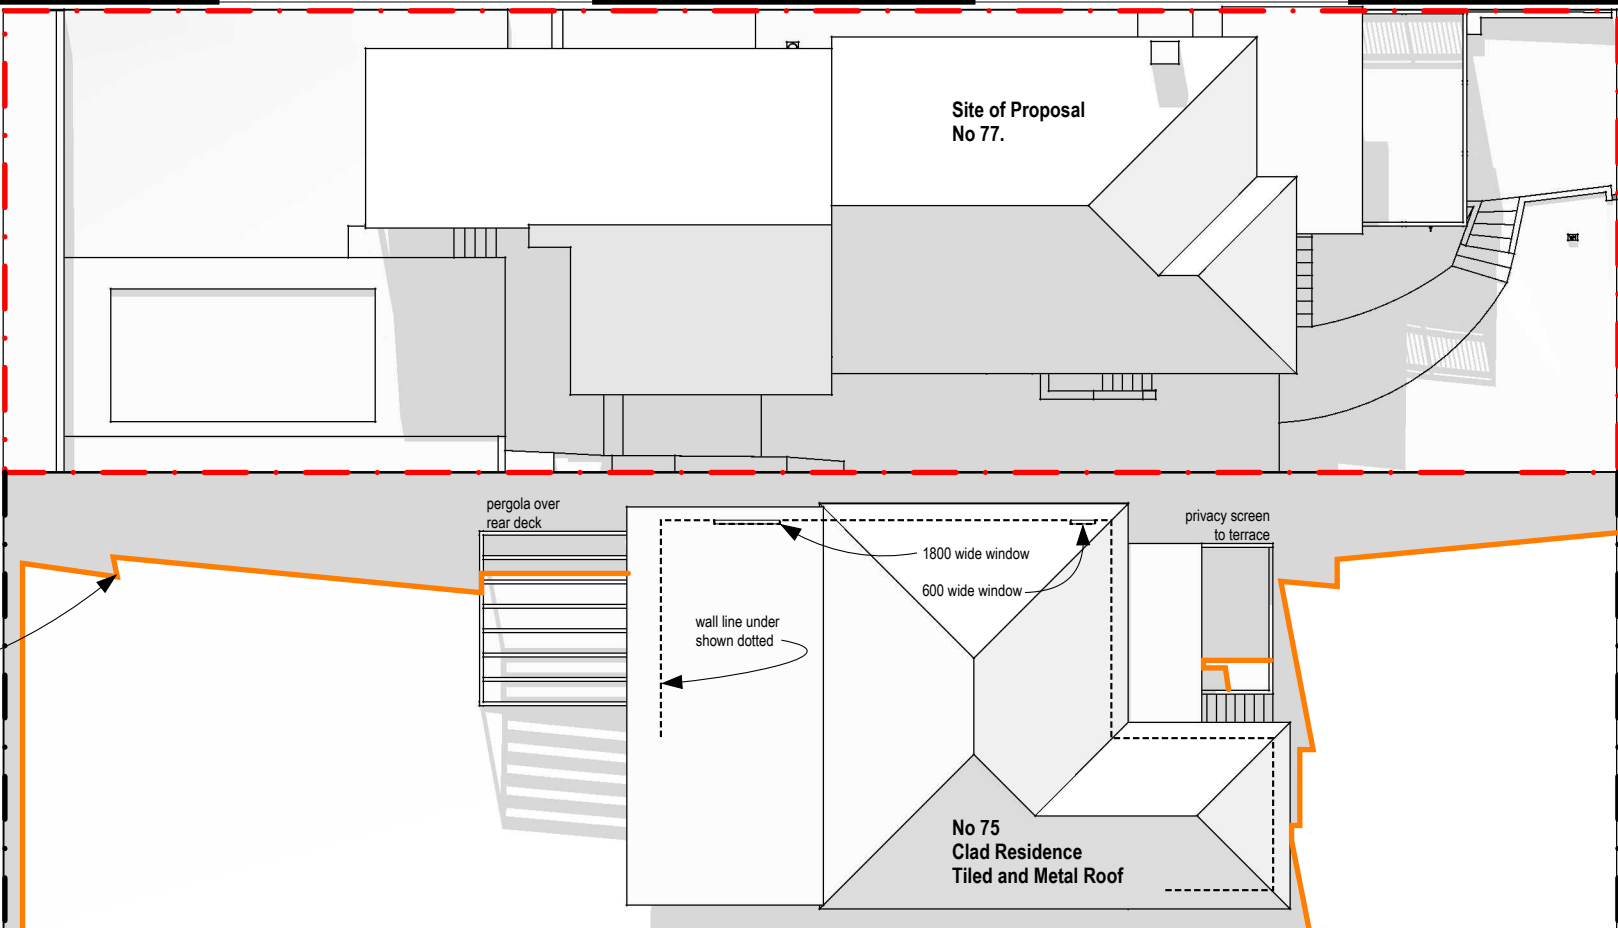 Site of Proposal
No 77.
pergola over
rear deck
privacy screen
to terrace
1800 wide window
600 wide window
wall line under
shown dotted
No 75
Clad Residence
Tiled and Metal Roof